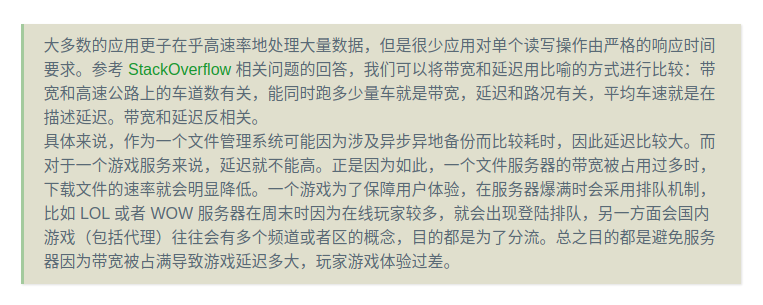 大多数的应用更子在乎高速率地处理大量数据，但是很少应用对单个读写操作由严格的响应时间
要求。参考 StackOverflow 相关问题的回答，我们可以将带宽和延迟用比喻的方式进行比较：带
宽和高速公路上的车道数有关，能同时跑多少量车就是带宽，延迟和路况有关，平均车速就是在
描述延迟。带宽和延迟反相关。
具体来说，作为一个文件管理系统可能因为涉及异步异地备份而比较耗时，因此延迟比较大。而
对于一个游戏服务来说，延迟就不能高。正是因为如此，一个文件服务器的带宽被占用过多时，
下载文件的速率就会明显降低。一个游戏为了保障用户体验，在服务器爆满时会采用排队机制，
比如 LOL 或者 WOW 服务器在周末时因为在线玩家较多，就会出现登陆排队，另一方面会国内
游戏（包括代理）往往会有多个频道或者区的概念，目的都是为了分流。总之目的都是避免服务
器因为带宽被占满导致游戏延迟多大，玩家游戏体验过差。